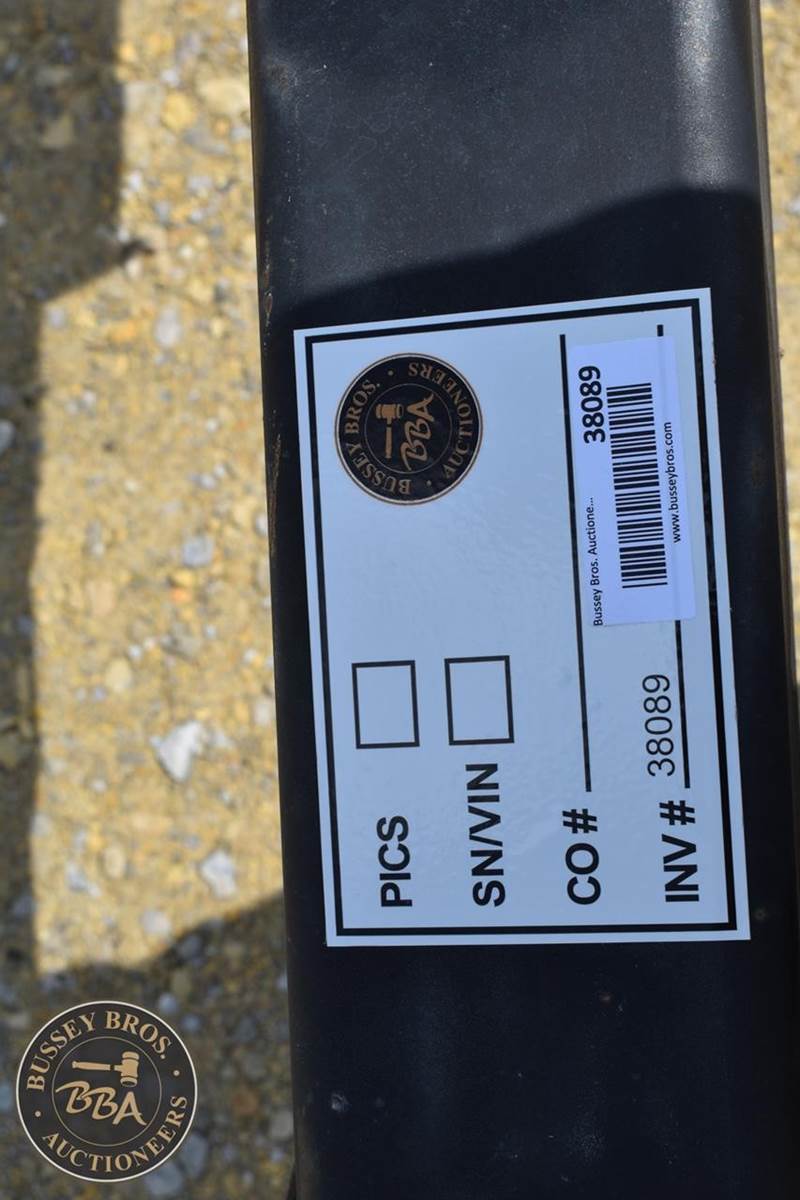 BUSSEY BROS.
BBA
AUCTIONEERS
PICS
SN/VIN
CO #
Bussey Bros. Auctione...
38089
www.busseybros.com
INV # 38089
BUSSEY BROS.
BBA
AUCTIONEERS